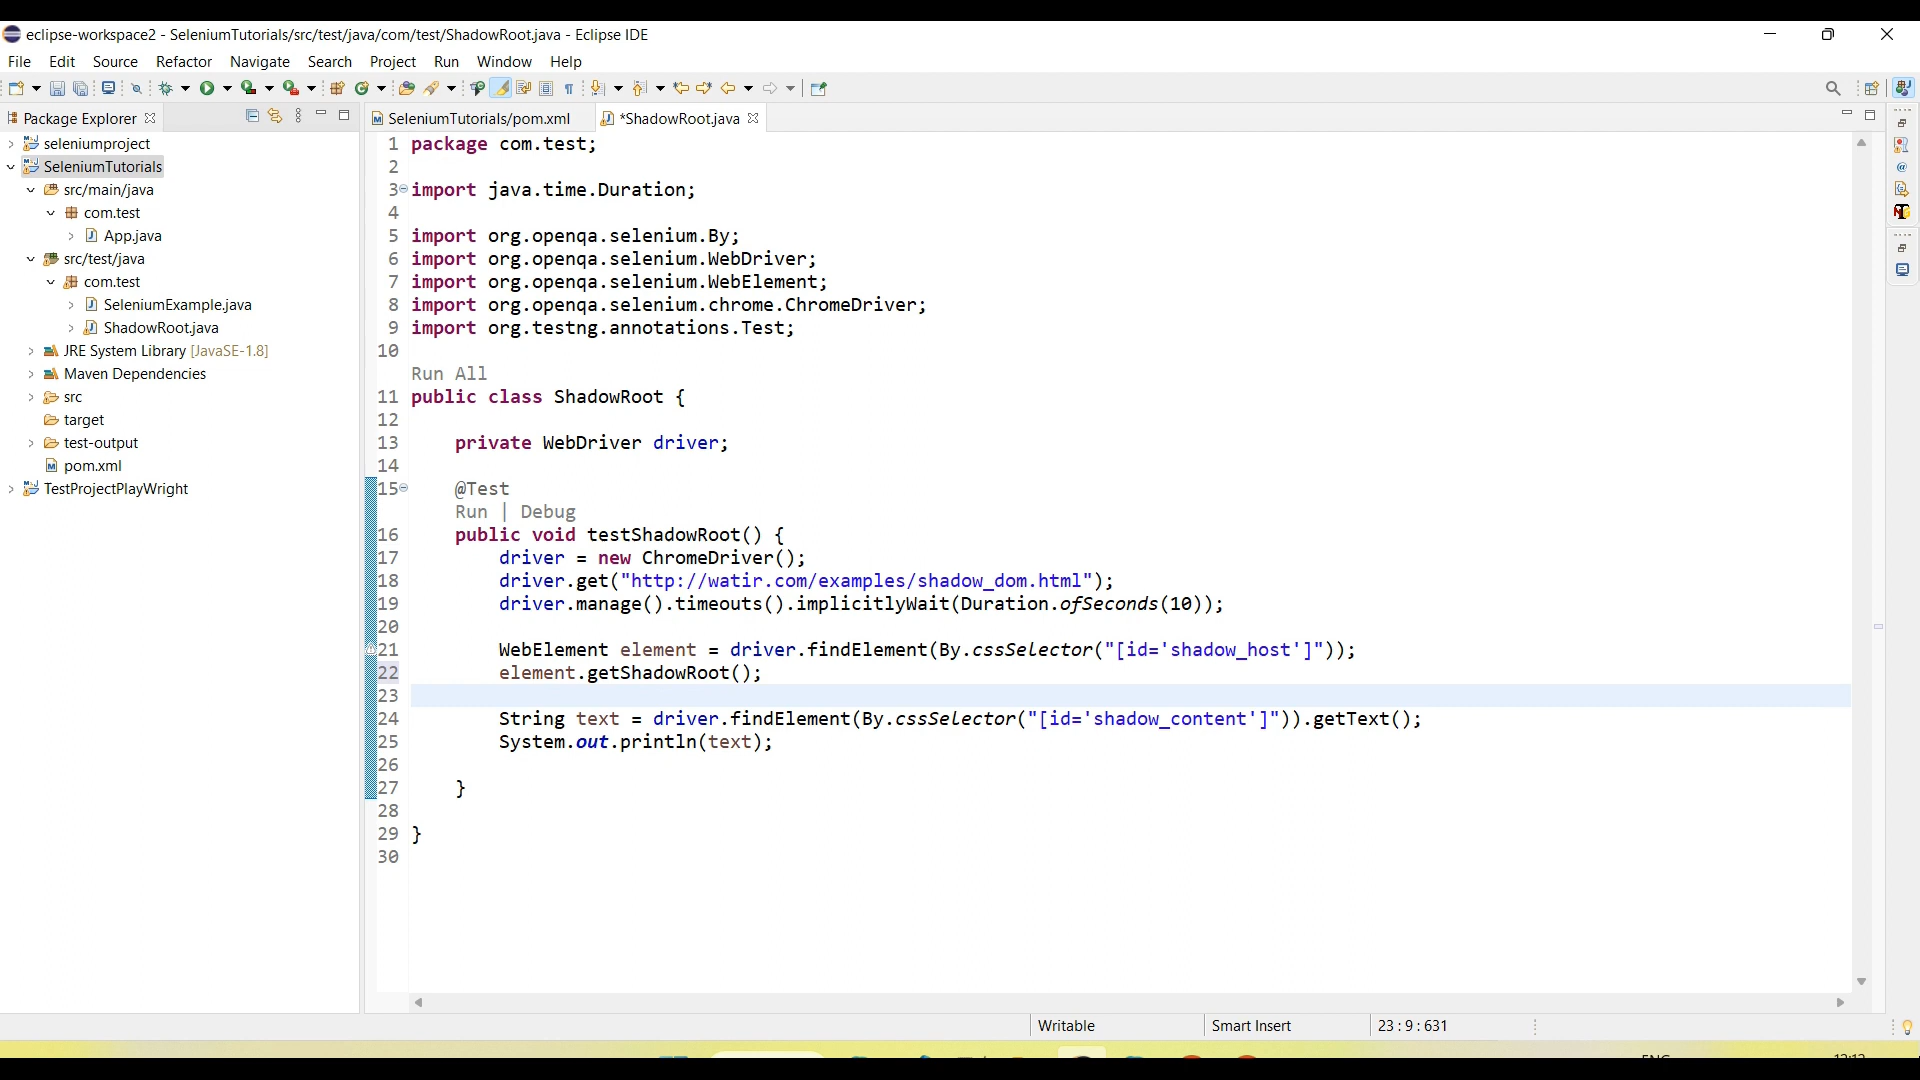 eclipse-workspace2 - SeleniumTutorials/src/test/java/com/test/ShadowRoot.java - Eclipse IDE
File Edit Source Refactor Navigate Search Project Run Window Help
Package Explorer
seleniumproject
SeleniumTutorials
src/main/java
com.test
App.java
src/test/java
com.test
SeleniumExample.java
ShadowRoot.java
JRE System Library [JavaSE-1.8]
Maven Dependencies
src
target
test-output
pom.xml
TestProjectPlayWright
SeleniumTutorials/pom.xml *ShadowRoot.java
1 package com.test;
2
3 import java.time.Duration;
4
5 import org.openqa.selenium.By;
6 import org.openqa.selenium.WebDriver;
7 import org.openqa.selenium.WebElement;
8 import org.openqa.selenium.chrome.ChromeDriver;
9 import org.testng.annotations.Test;
10
Run All
11 public class ShadowRoot {
12
13 private WebDriver driver;
14
15 @Test
Run | Debug
16 public void testShadowRoot() {
17 driver = new ChromeDriver();
18 driver.get("http://watir.com/examples/shadow_dom.html");
19 driver.manage().timeouts().implicitlyWait(Duration.ofSeconds(10));
20
21 WebElement element = driver.findElement(By.cssSelector("[id='shadow_host']"));
22 element.getShadowRoot();
23
24 String text = driver.findElement(By.cssSelector("[id='shadow_content']")).getText();
25 System.out.println(text);
26
27 }
28
29 }
30
Writable Smart Insert 23 : 9 : 631